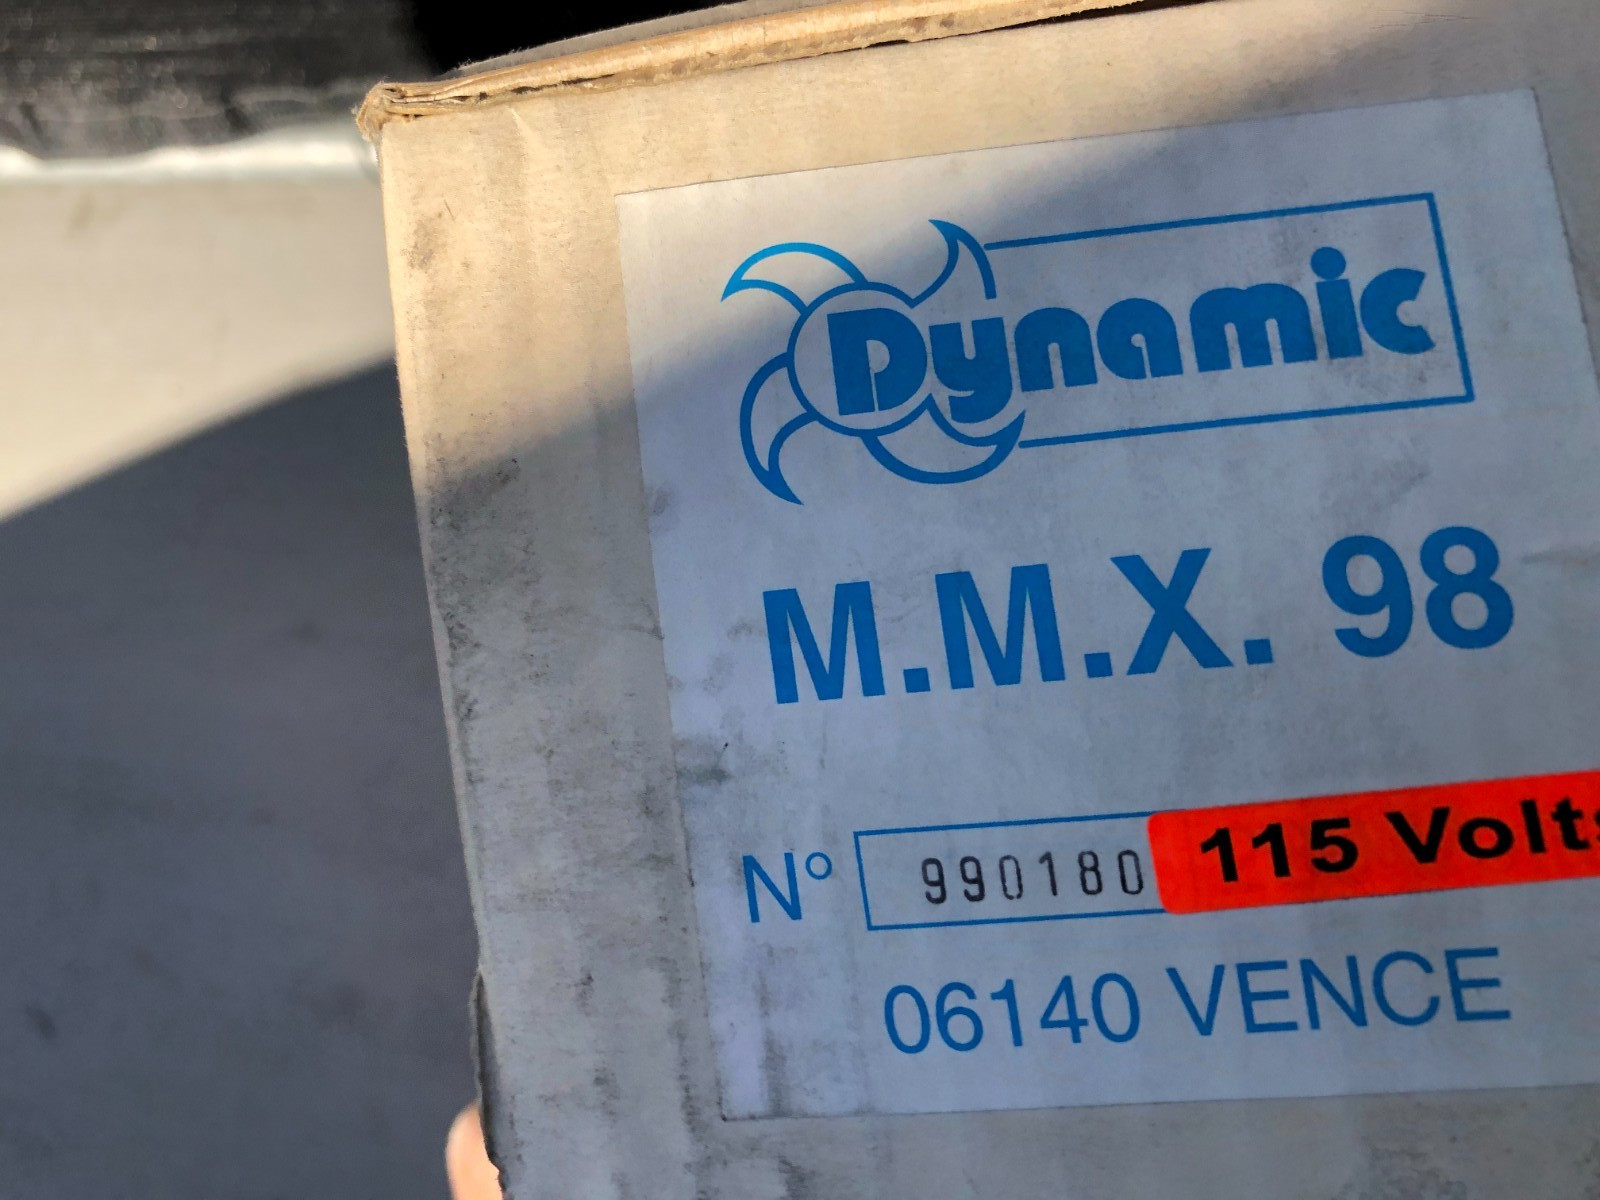 Dynamic
M.M.X. 98
N° 990180 115 Volts
06140 VENCE